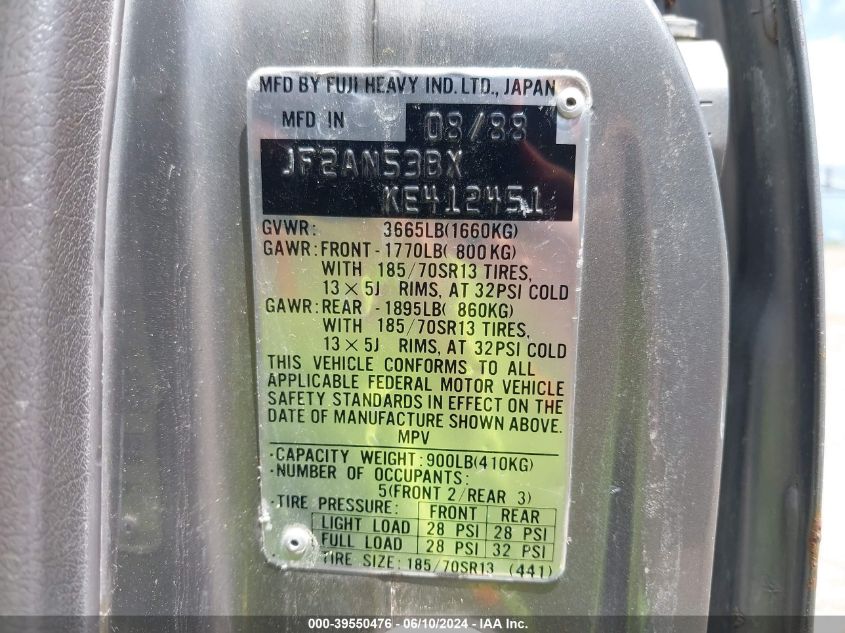 MFD BY FUJI HEAVY IND. LTD., JAPAN
MFD IN 08/88
JF2AN53BX
KE412451
GVWR: 3665LB(1660KG)
GAWR:FRONT-1770LB( 800KG)
WITH 185/70SR13 TIRES,
13×5J RIMS, AT 32PSI COLD
GAWR:REAR -1895LB( 860KG)
WITH 185/70SR13 TIRES,
13×5J RIMS, AT 32PSI COLD
THIS VEHICLE CONFORMS TO ALL
APPLICABLE FEDERAL MOTOR VEHICLE
SAFETY STANDARDS IN EFFECT ON THE
DATE OF MANUFACTURE SHOWN ABOVE.
MPV
·CAPACITY WEIGHT:900LB(410KG)
·NUMBER OF OCCUPANTS:
5(FRONT 2/REAR 3)
·TIRE PRESSURE: FRONT REAR
LIGHT LOAD 28 PSI 28 PSI
FULL LOAD 28 PSI 32 PSI
TIRE SIZE: 185/70SR13 (441)
000-39550476 - 06/10/2024 - IAA Inc.